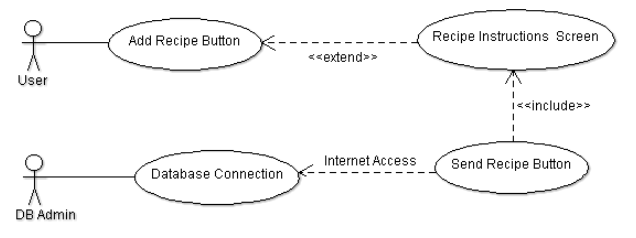 Add Recipe Button
Recipe Instructions Screen
<<extend>>
User
<<include>>
Internet Access
Send Recipe Button
Database Connection
DB Admin